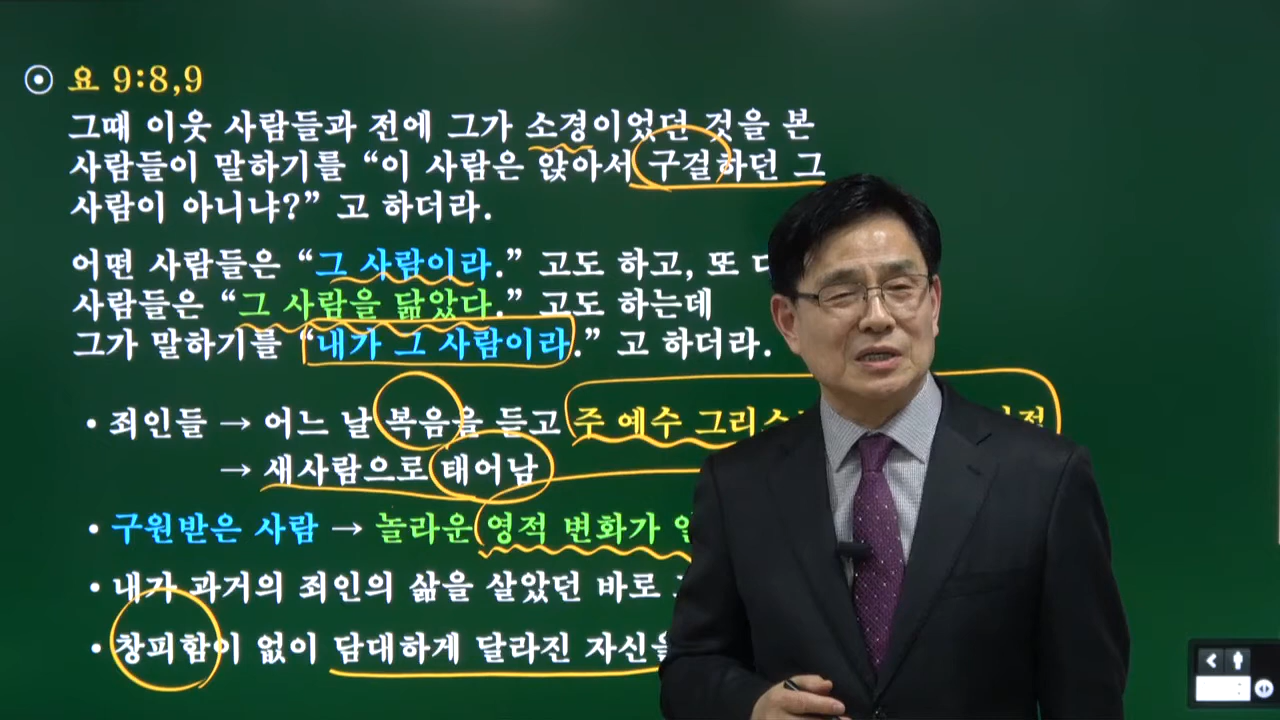 ⊙ 요 9:8,9
그때 이웃 사람들과 전에 그가 소경이었던 것을 본
사람들이 말하기를 “이 사람은 앉아서 구걸하던 그
사람이 아니냐?” 고 하더라.
어떤 사람들은 “그 사람이라.” 고도 하고, 또
사람들은 “그 사람을 닮았다.” 고도 하는데
그가 말하기를 “내가 그 사람이라.” 고 하더라.
• 죄인들 → 어느 날 복음을 듣고 주 예수
→ 새사람으로 태어남
• 구원받은 사람 → 놀라운 영적 변화가
• 내가 과거의 죄인의 삶을 살았던 바로
• 창피함이 없이 담대하게 달라진 자신을